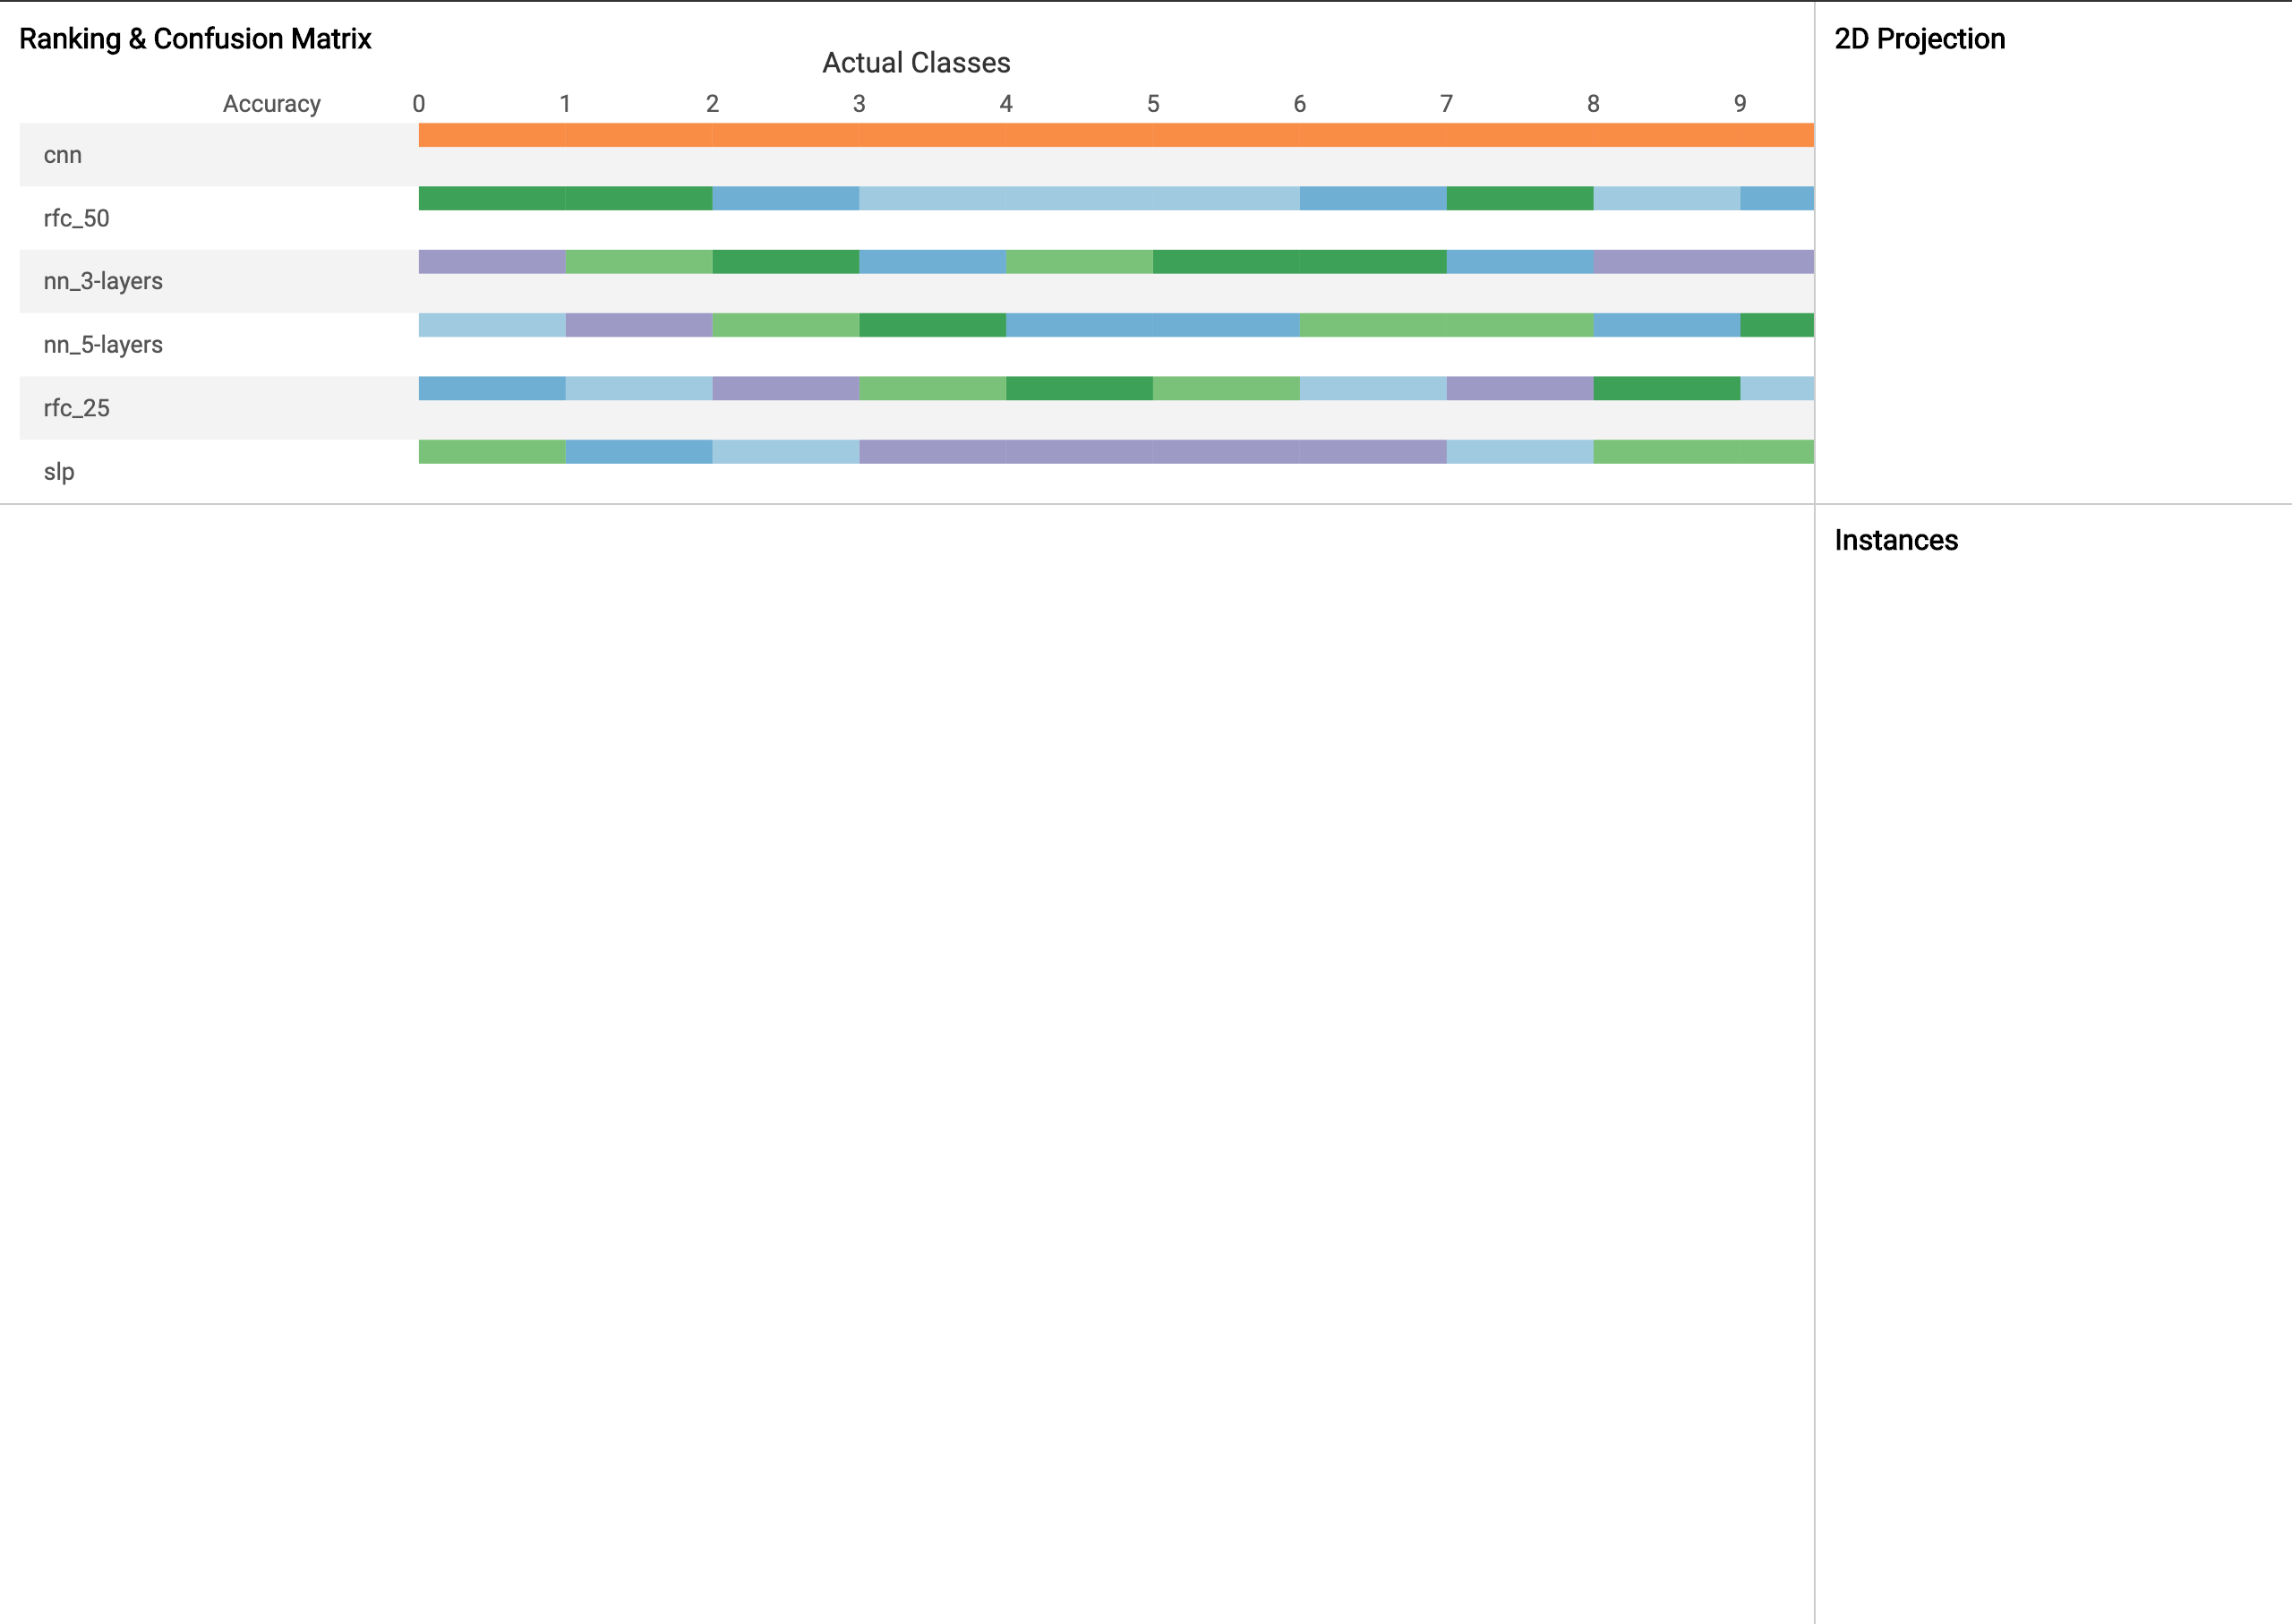 Ranking & Confusion Matrix
2D Projection
Actual Classes
Accuracy 0 1 2 3 4 5 6 7 8 9
cnn
rfc_50
nn_3-layers
nn_5-layers
rfc_25
slp
Instances